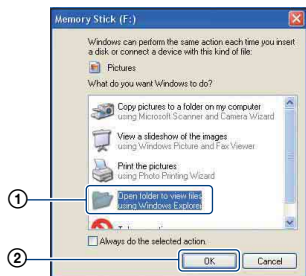 Memory Stick (F:)
Windows can perform the same action each time you insert
a disk or connect a device with this kind of file:
Pictures
What do you want Windows to do?
Copy pictures to a folder on my computer
using Microsoft Scanner and Camera Wizard
View a slideshow of the images
using Windows Picture and Fax Viewer
Print the pictures
using Photo Printing Wizard
① Open folder to view files
using Windows Explorer
Always do the selected action.
② OK Cancel